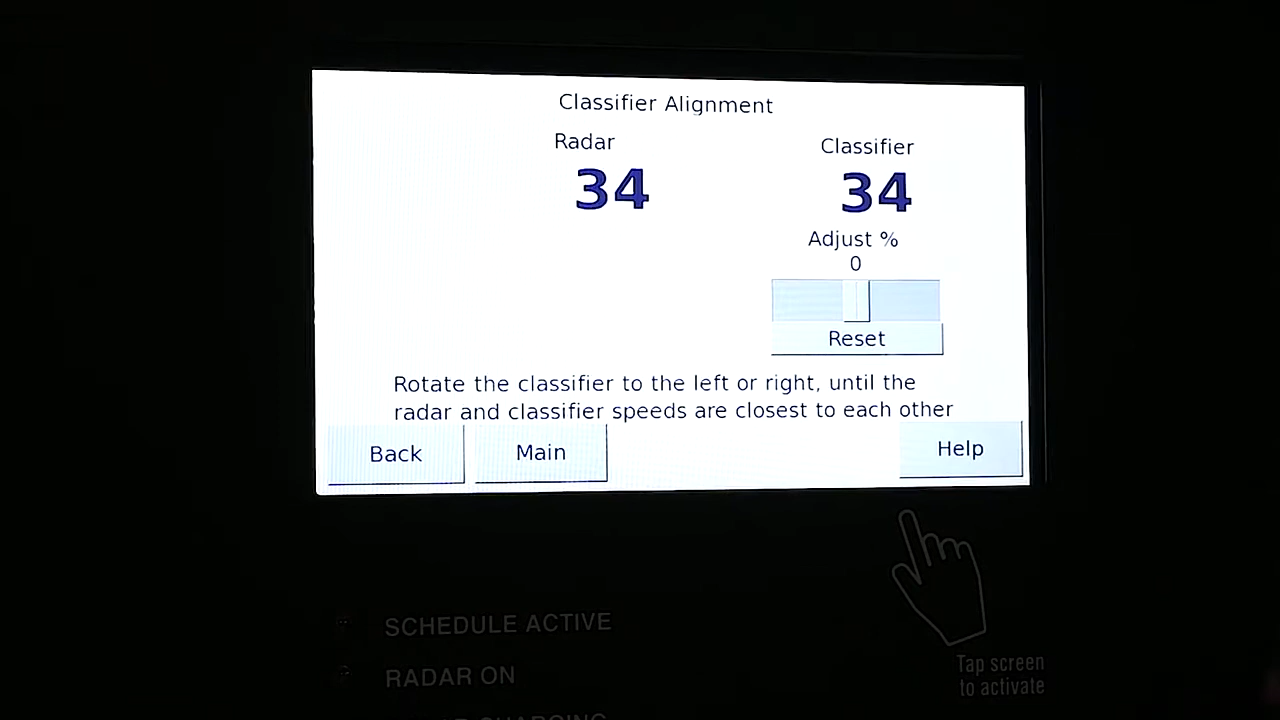 Classifier Alignment
Radar
Classifier
34
34
Adjust %
0
Reset
Rotate the classifier to the left or right, until the
radar and classifier speeds are closest to each other
Back
Main
Help
SCHEDULE ACTIVE
RADAR ON
Tap screen
to activate
CHARGING